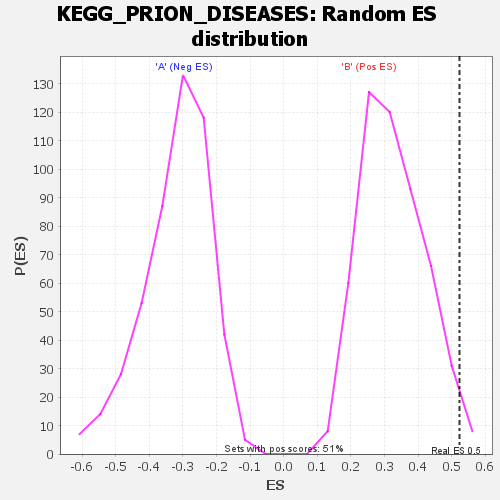 KEGG_PRION_DISEASES: Random ES
distribution
'A' (Neg ES)
'B' (Pos ES)
130
120
110
100
90
80
70
60
50
40
30
20
10
0
P(ES)
Sets with pos scores: 51%
Real ES 0.5
-0.6 -0.5 -0.4 -0.3 -0.2 -0.1 0.0 0.1 0.2 0.3 0.4 0.5 0.6
ES